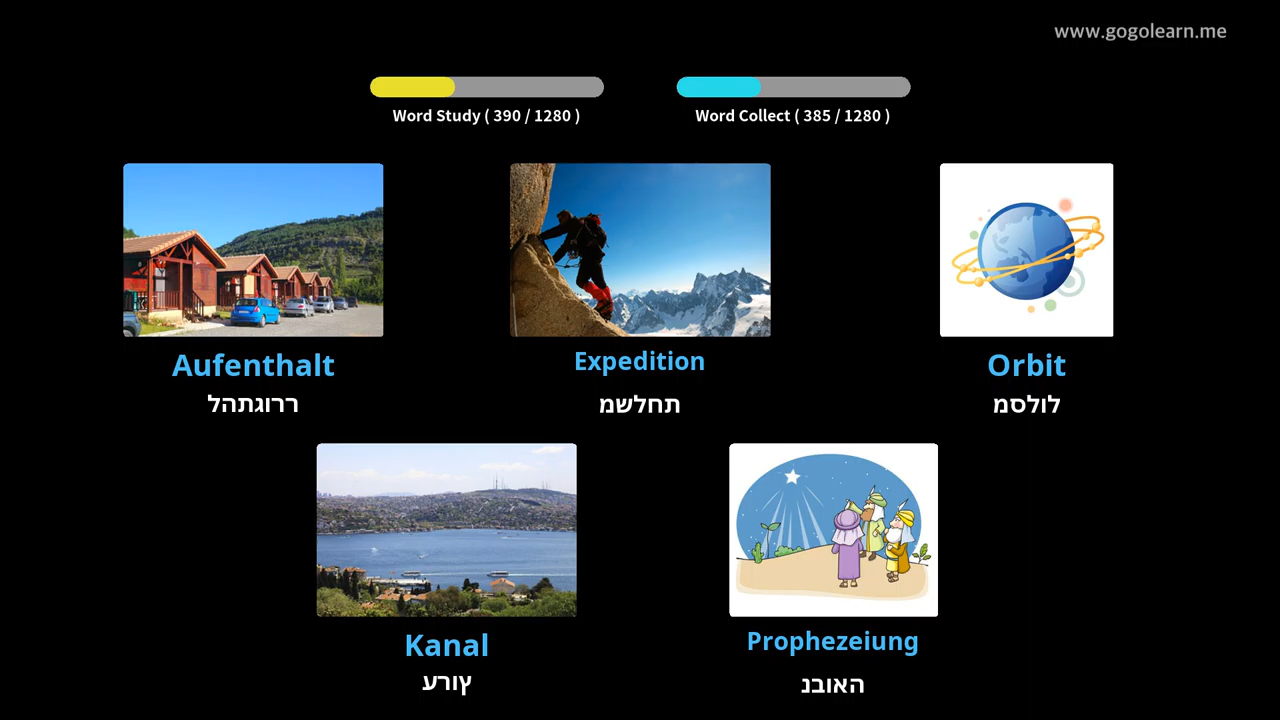 www.gogolearn.me
Word Study ( 390 / 1280 )
Word Collect ( 385 / 1280 )
Aufenthalt
להתגורר
Expedition
משלחת
Orbit
מסלול
Kanal
ערוץ
Prophezeiung
נבואה